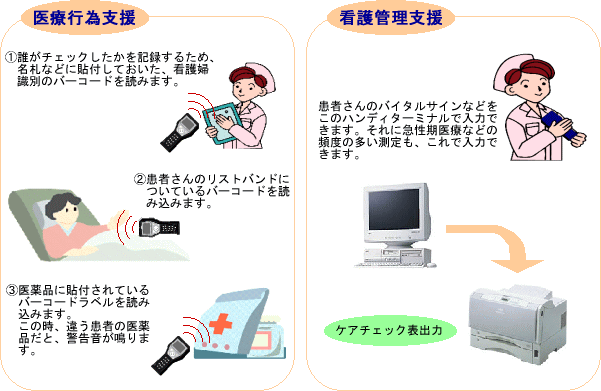 医療行為支援
①誰がチェックしたかを記録するため、
名札などに貼付しておいた、看護婦
識別のバーコードを読みます。
②患者さんのリストバンドに
ついているバーコードを読
み込みます。
③医薬品に貼付されている
バーコードラベルを読み
込みます。
この時、違う患者の医薬
品だと、警告音が鳴りま
す。
看護管理支援
患者さんのバイタルサインなどを
このハンディターミナルで入力で
きます。それに急性期医療などの
頻度の多い測定も、これで入力で
きます。
ケアチェック表出力